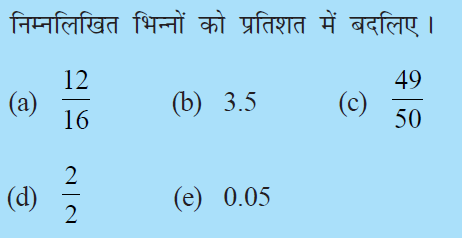 निम्नलिखित भिन्नों को प्रतिशत में बदलिए।
(a) 12/16 (b) 3.5 (c) 49/50
(d) 2/2 (e) 0.05